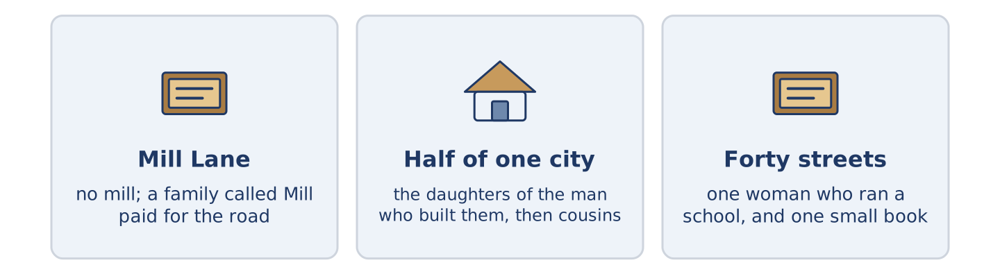 Mill Lane
no mill; a family called Mill
paid for the road
Half of one city
the daughters of the man
who built them, then cousins
Forty streets
one woman who ran a
school, and one small book